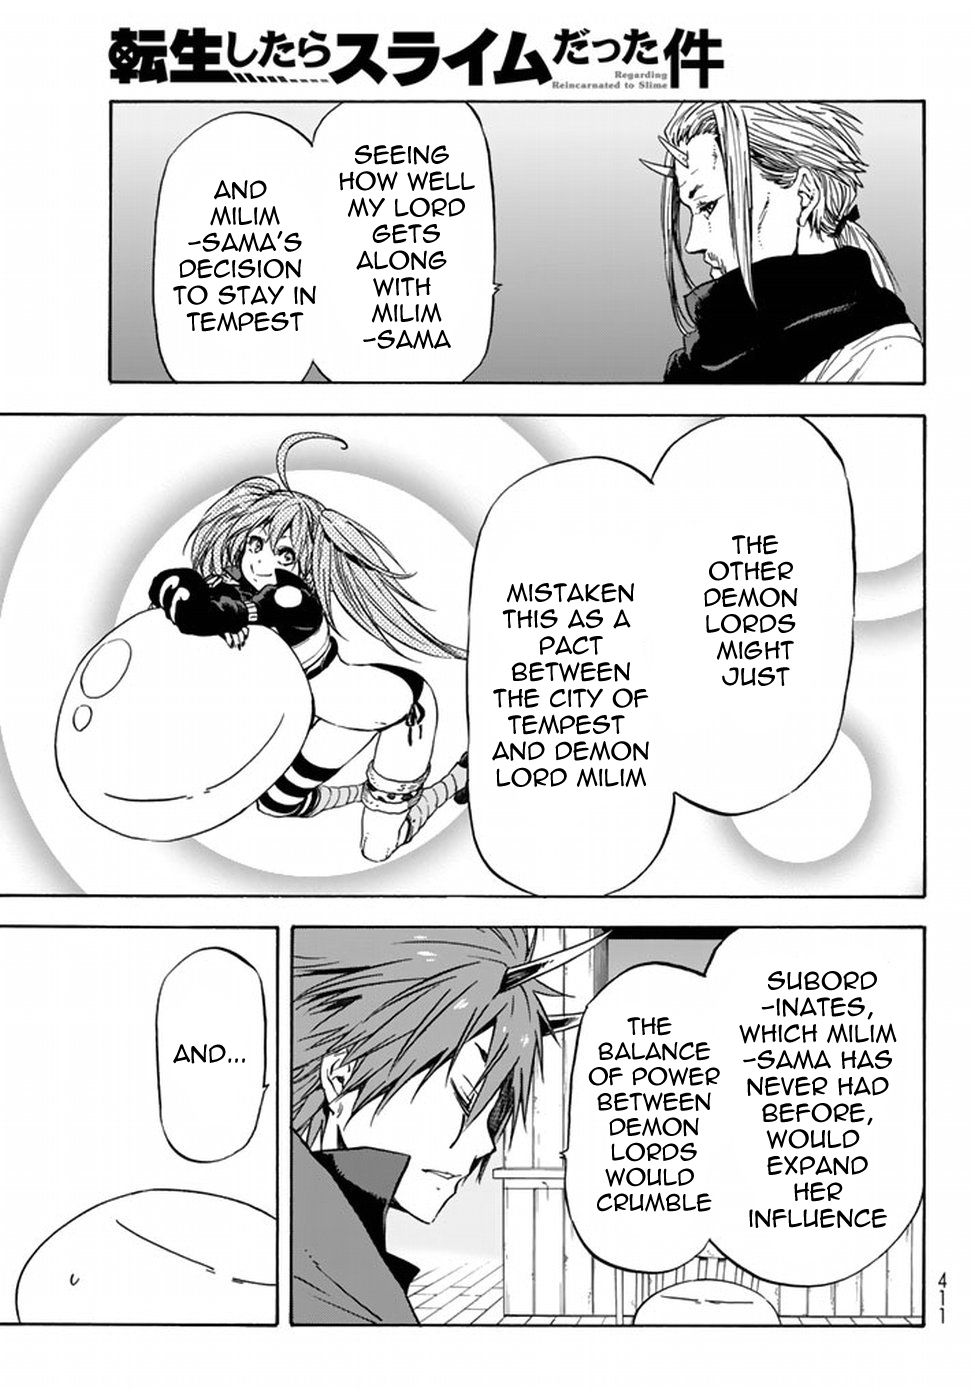 転生したらスライムだった件
Regarding
Reincarnated to Slime
SEEING
HOW WELL
MY LORD
GETS
ALONG
WITH
MILIM
-SAMA
AND
MILIM
-SAMA'S
DECISION
TO STAY IN
TEMPEST
THE
OTHER
DEMON
LORDS
MIGHT
JUST
MISTAKEN
THIS AS A
PACT
BETWEEN
THE CITY OF
TEMPEST
AND DEMON
LORD MILIM
SUBORD
-INATES,
WHICH MILIM
-SAMA HAS
NEVER HAD
BEFORE,
WOULD
EXPAND
HER
INFLUENCE
THE
BALANCE
OF POWER
BETWEEN
DEMON
LORDS
WOULD
CRUMBLE
AND...
411